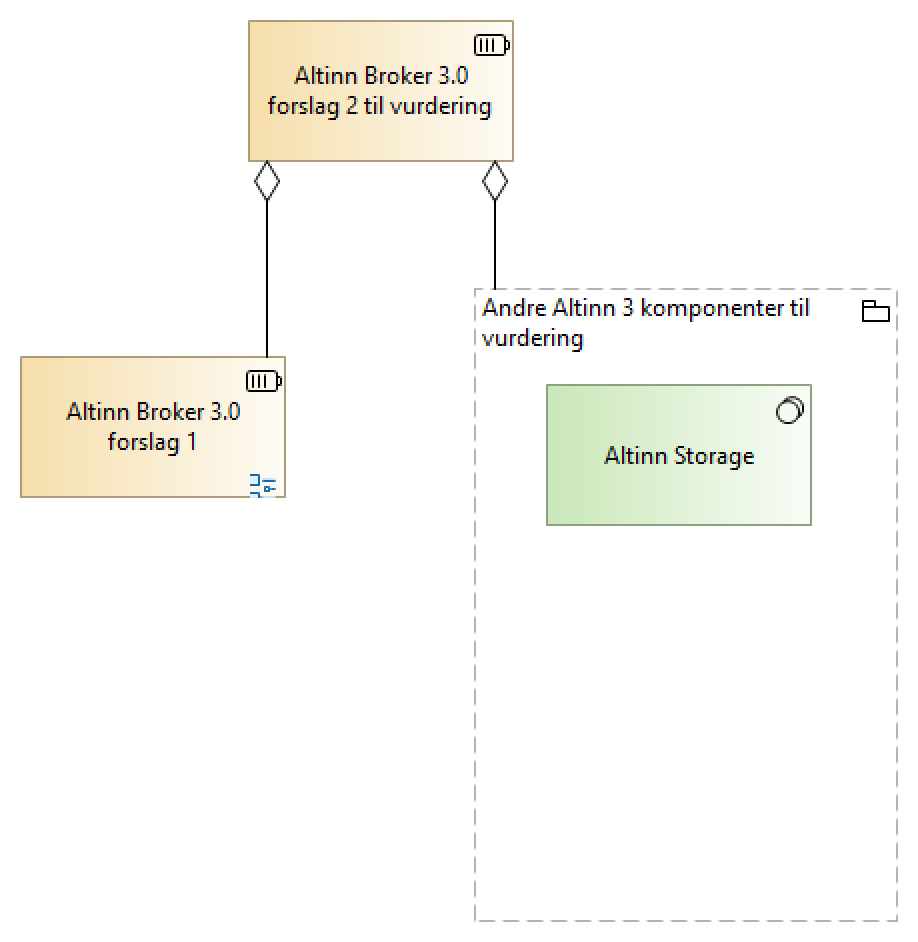 Altinn Broker 3.0
forslag 2 til vurdering
Andre Altinn 3 komponenter til
vurdering
Altinn Broker 3.0
forslag 1
Altinn Storage